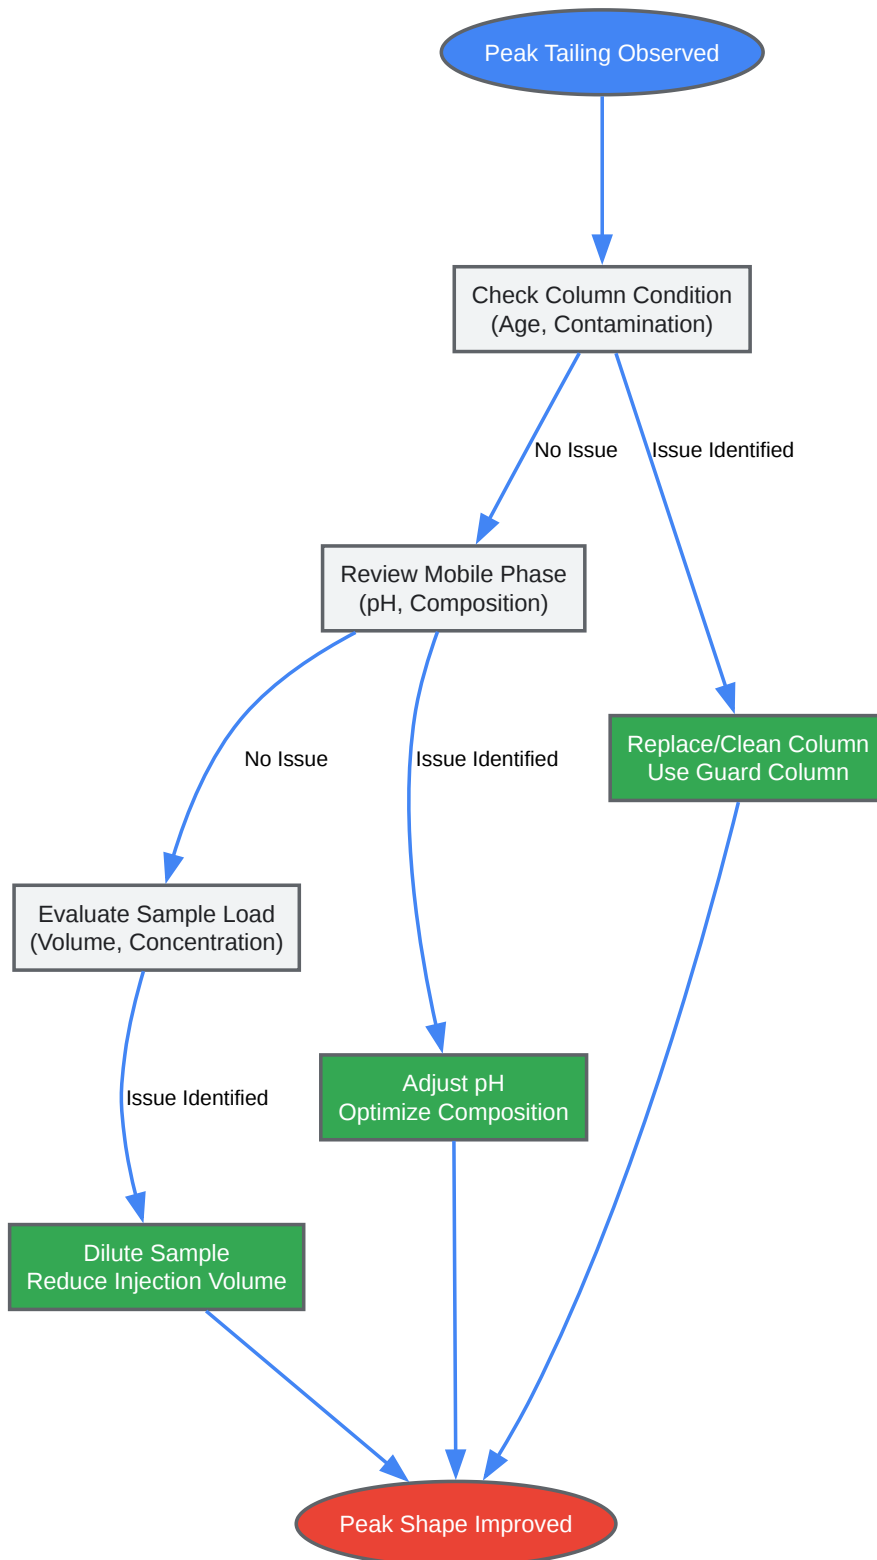 Peak Tailing Observed
Check Column Condition
(Age, Contamination)
No Issue
Issue Identified
Review Mobile Phase
(pH, Composition)
Replace/Clean Column
Use Guard Column
No Issue
Issue Identified
Evaluate Sample Load
(Volume, Concentration)
Adjust pH
Optimize Composition
Issue Identified
Dilute Sample
Reduce Injection Volume
Peak Shape Improved